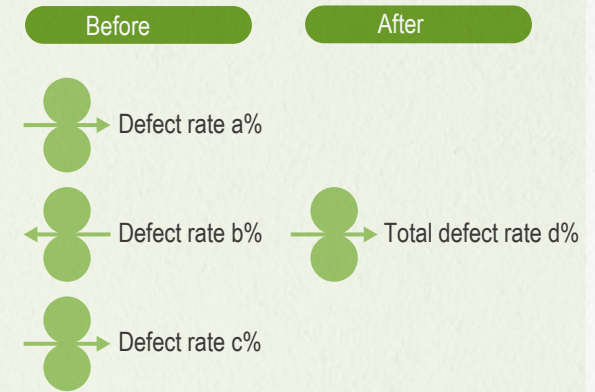 Before
After
Defect rate a%
Defect rate b%
Total defect rate d%
Defect rate c%